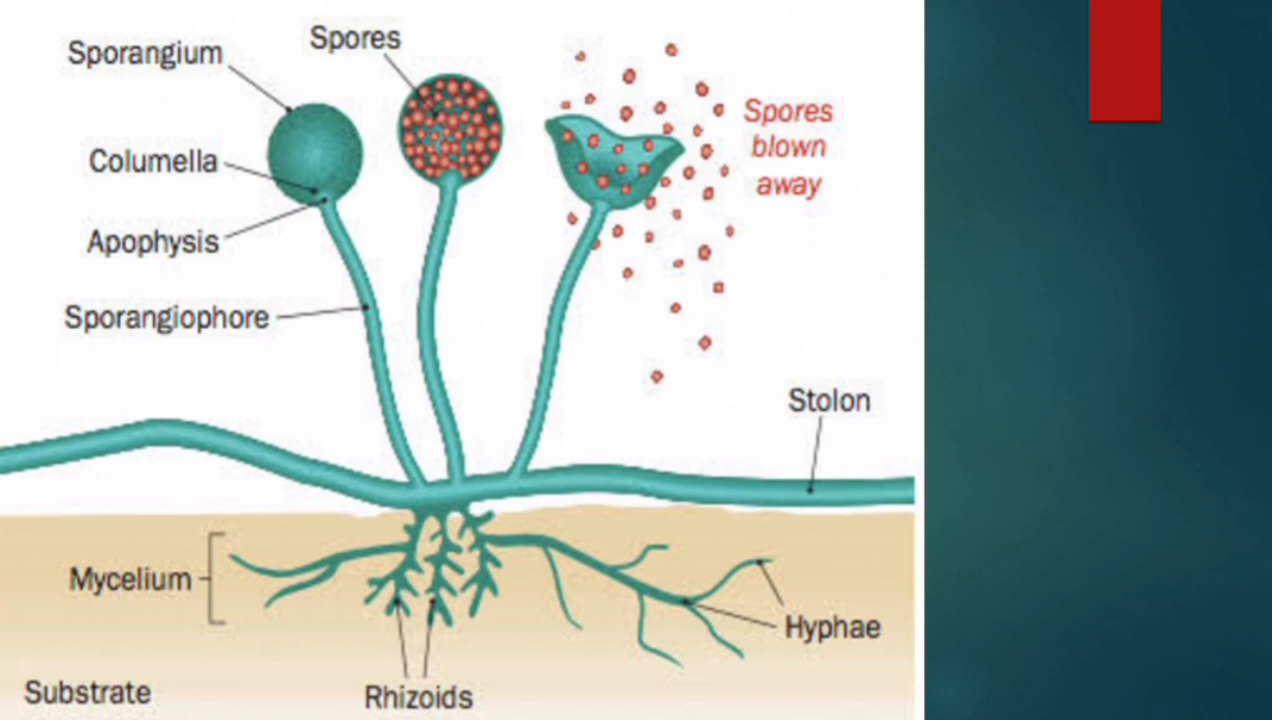 Sporangium
Spores
Spores
blown
away
Columella
Apophysis
Sporangiophore
Stolon
Mycelium
Hyphae
Substrate
Rhizoids